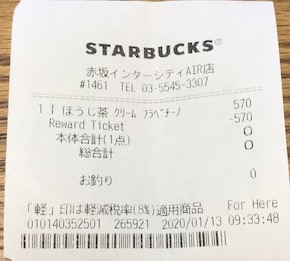 STARBUCKS®
赤坂インターシティAIR店
#1461 TEL 03-5545-3307
1 T ほうじ茶 クリーム フラペチーノ 570
Reward Ticket -570
本体合計(1点) 0
総合計 0
お釣り 0
「軽」印は軽減税率(8%)適用商品 For Here
010140352501 265921 2020/01/13 09:33:48